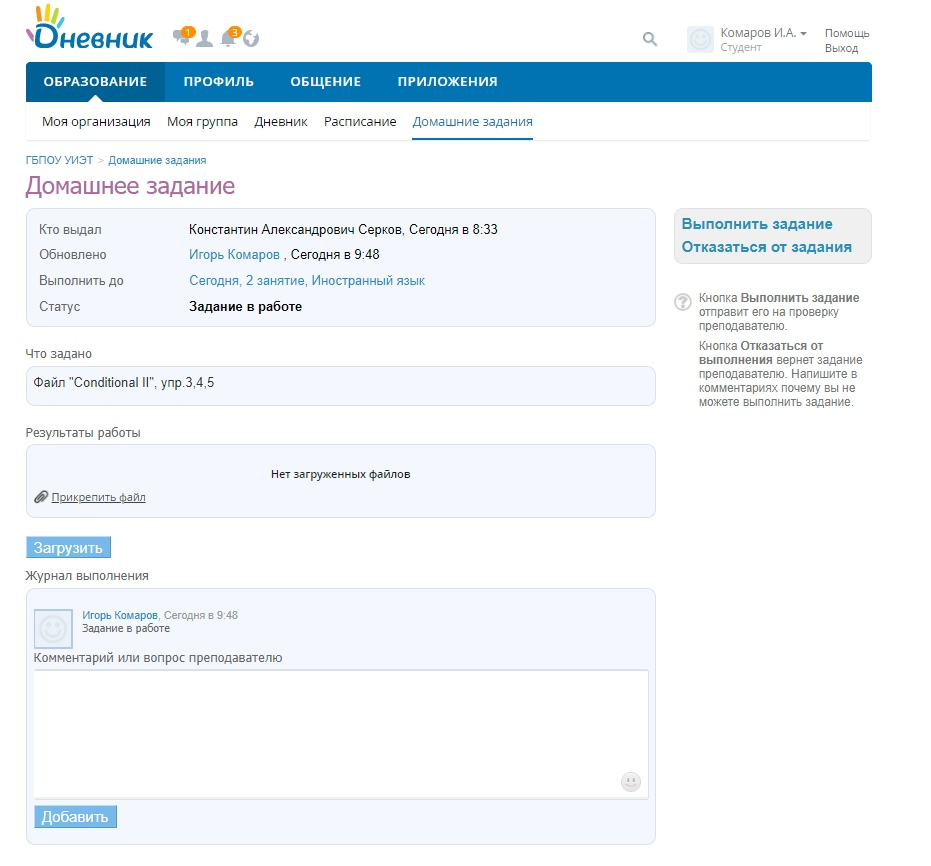 Dневник
1
3
Комаров И.А.
Студент
Помощь
Выход
ОБРАЗОВАНИЕ ПРОФИЛЬ ОБЩЕНИЕ ПРИЛОЖЕНИЯ
Моя организация Моя группа Дневник Расписание Домашние задания
ГБПОУ УИЭТ > Домашние задания
Домашнее задание
Кто выдал Константин Александрович Серков, Сегодня в 8:33
Обновлено Игорь Комаров , Сегодня в 9:48
Выполнить до Сегодня, 2 занятие, Иностранный язык
Статус Задание в работе
Выполнить задание
Отказаться от задания
? Кнопка Выполнить задание
отправит его на проверку
преподавателю.
Кнопка Отказаться от
выполнения вернет задание
преподавателю. Напишите в
комментариях почему вы не
можете выполнить задание.
Что задано
Файл "Conditional II", упр.3,4,5
Результаты работы
Нет загруженных файлов
Прикрепить файл
Загрузить
Журнал выполнения
Игорь Комаров, Сегодня в 9:48
Задание в работе
Комментарий или вопрос преподавателю
Добавить